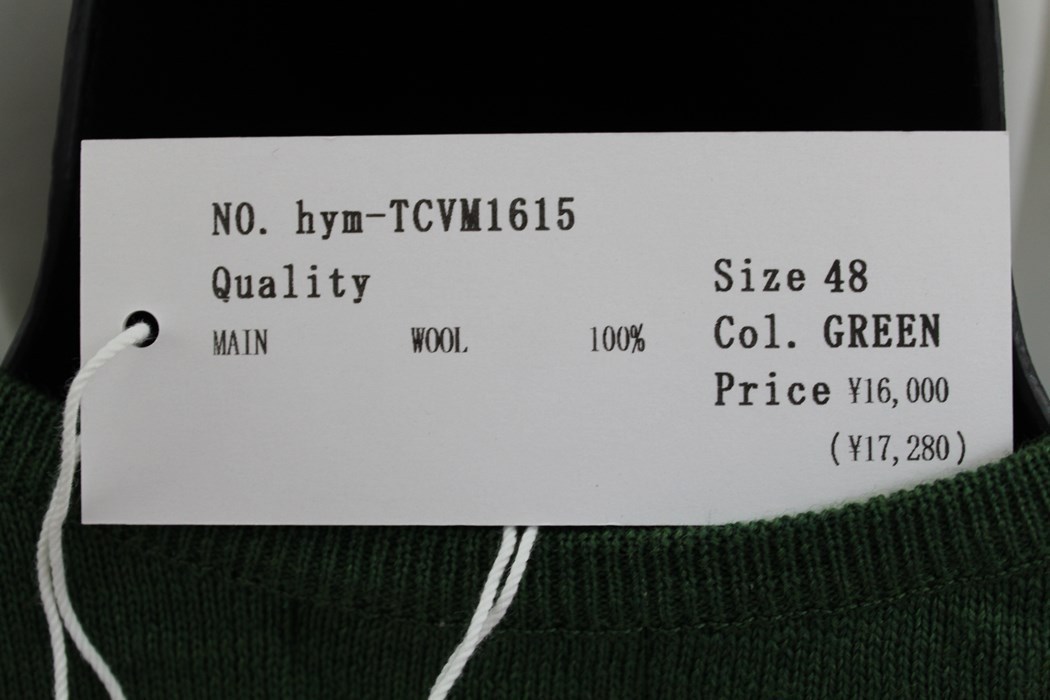 NO. hym-TCVM1615
Quality
MAIN WOOL 100%
Size 48
Col. GREEN
Price ¥16,000
(¥17,280)